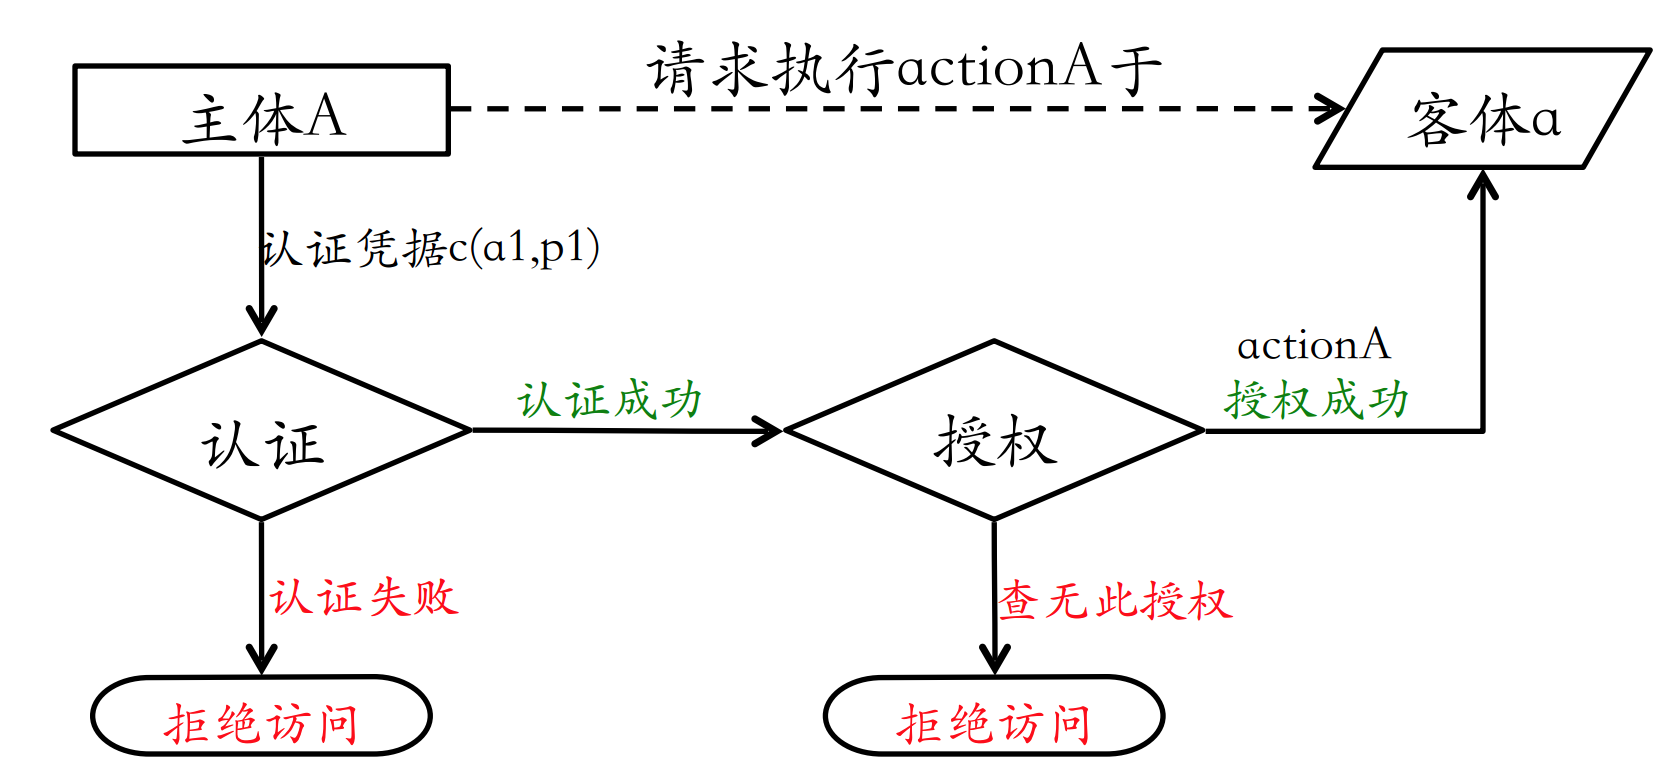 请求执行actionA于
主体A
客体a
认证凭据c(a1,p1)
actionA
认证成功
授权成功
认证
授权
认证失败
查无此授权
拒绝访问
拒绝访问